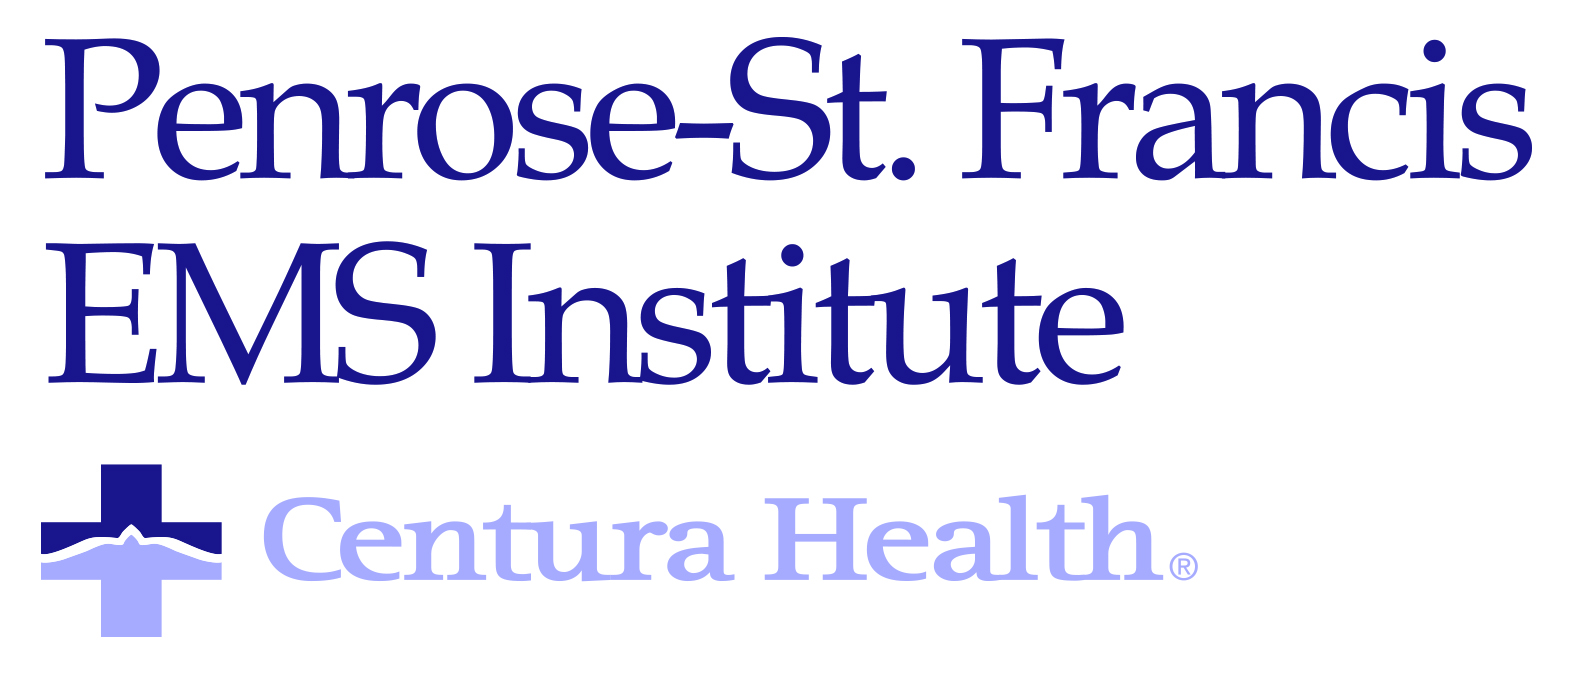 Penrose-St. Francis
EMS Institute
Centura Health®